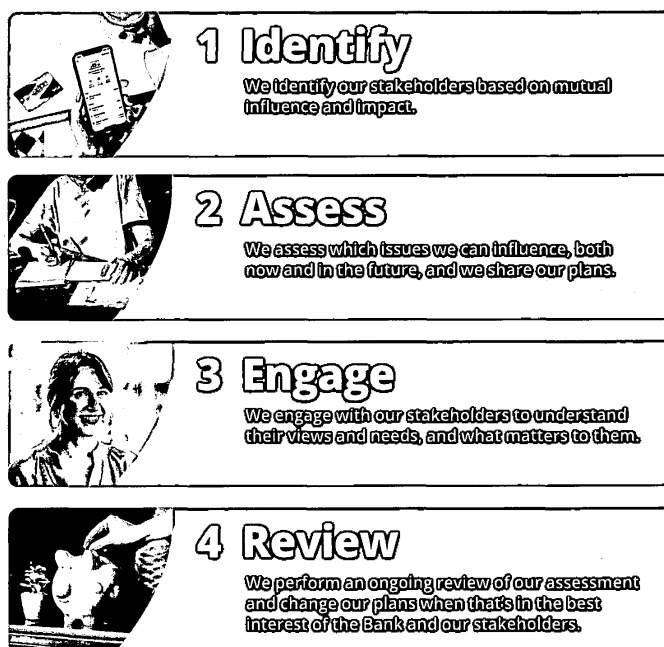 1 Identify
We identify our stakeholders based on mutual
influence and impact.
2 Assess
We assess which issues we can influence, both
now and in the future, and we share our plans.
3 Engage
We engage with our stakeholders to understand
their views and needs, and what matters to them.
4 Review
We perform an ongoing review of our assessment
and change our plans when that's in the best
interest of the Bank and our stakeholders.